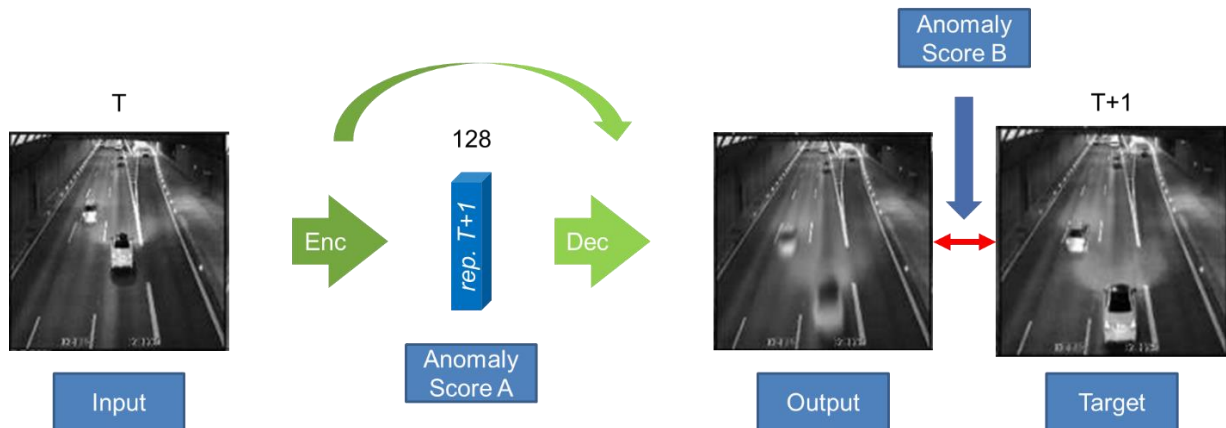 Anomaly
Score B
T
T+1
128
Enc
rep. T+1
Dec
Anomaly
Score A
Input
Output
Target